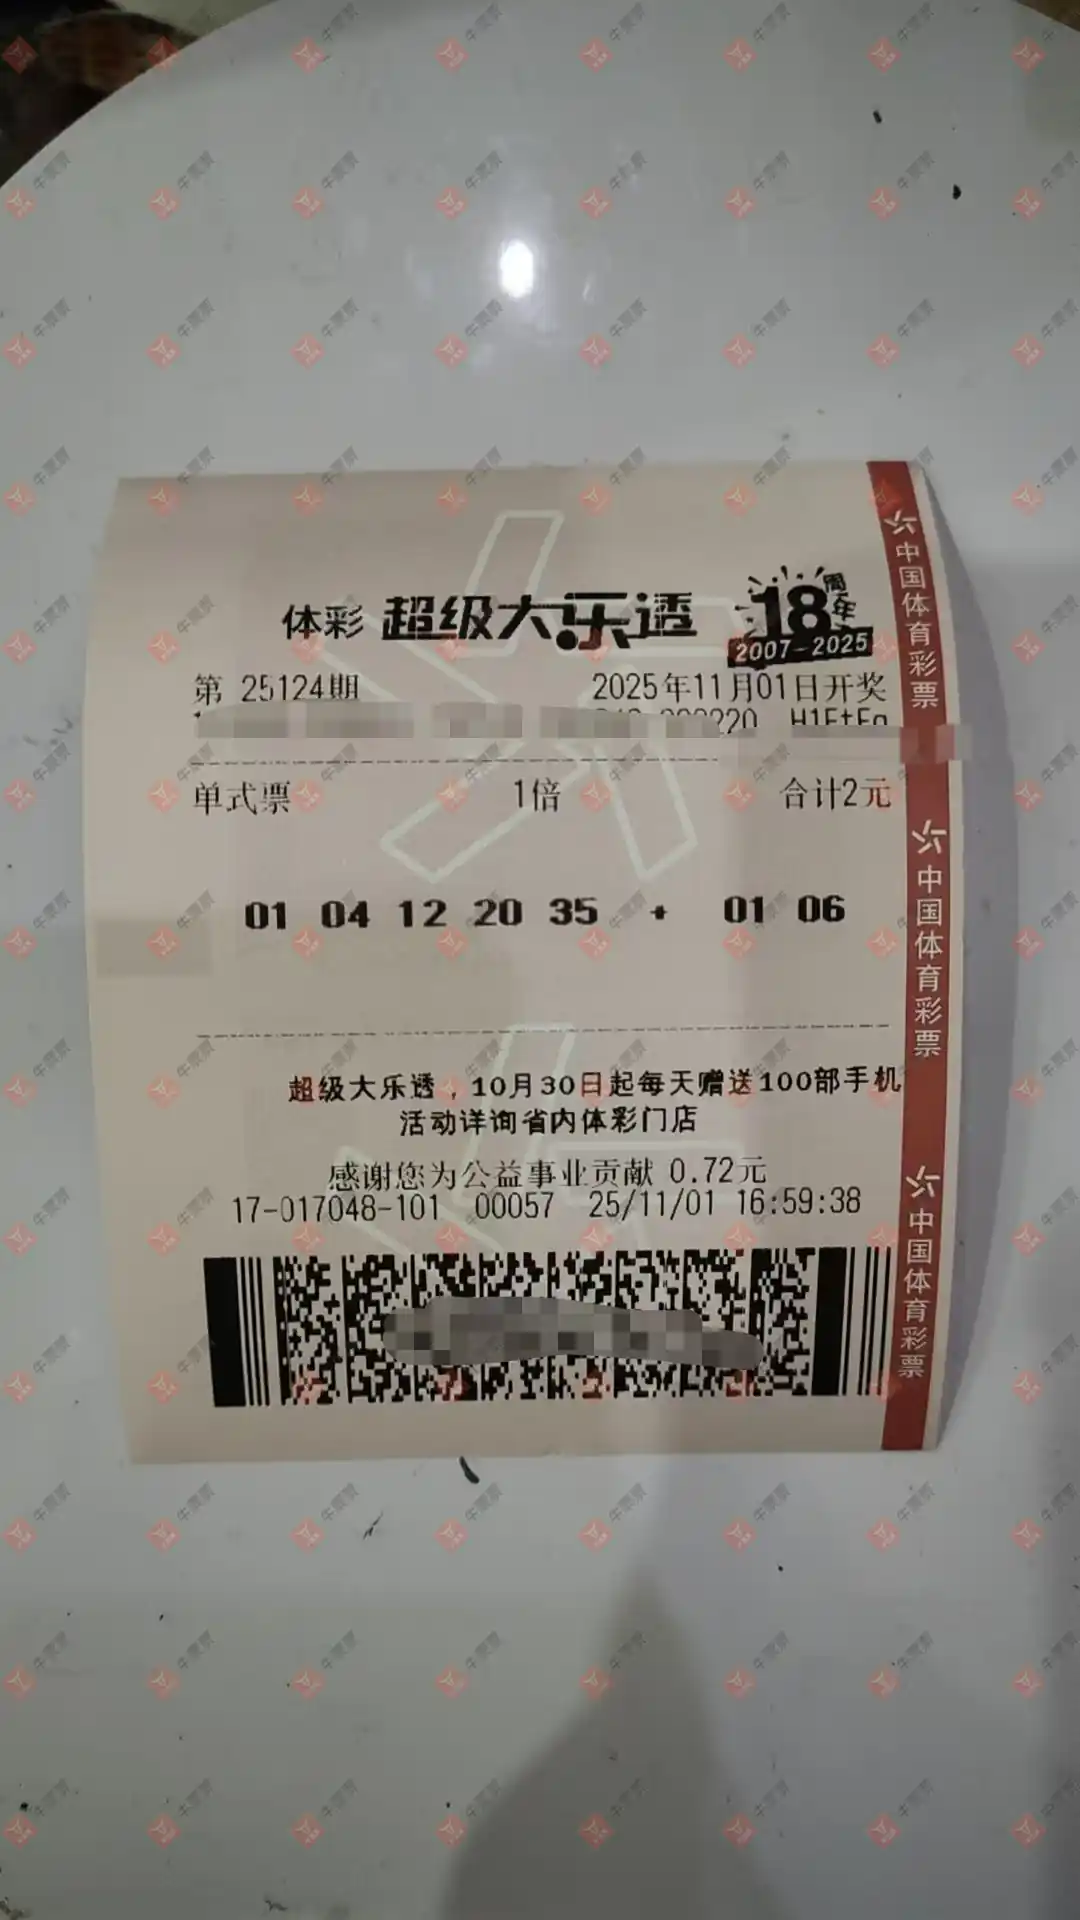 体彩 超级大乐透 18周年
2007-2025
第 25124期 2025年11月01日开奖
单式票 1倍 合计2元
01 04 12 20 35 + 01 06
超级大乐透，10月30日起每天赠送100部手机
活动详询省内体彩门店
感谢您为公益事业贡献 0.72元
17-017048-101 00057 25/11/01 16:59:38
中国体育彩票
中国体育彩票
中国体育彩票